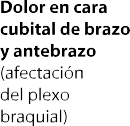 Dolor en cara
cubital de brazo
y antebrazo
(afectación
del plexo
braquial)